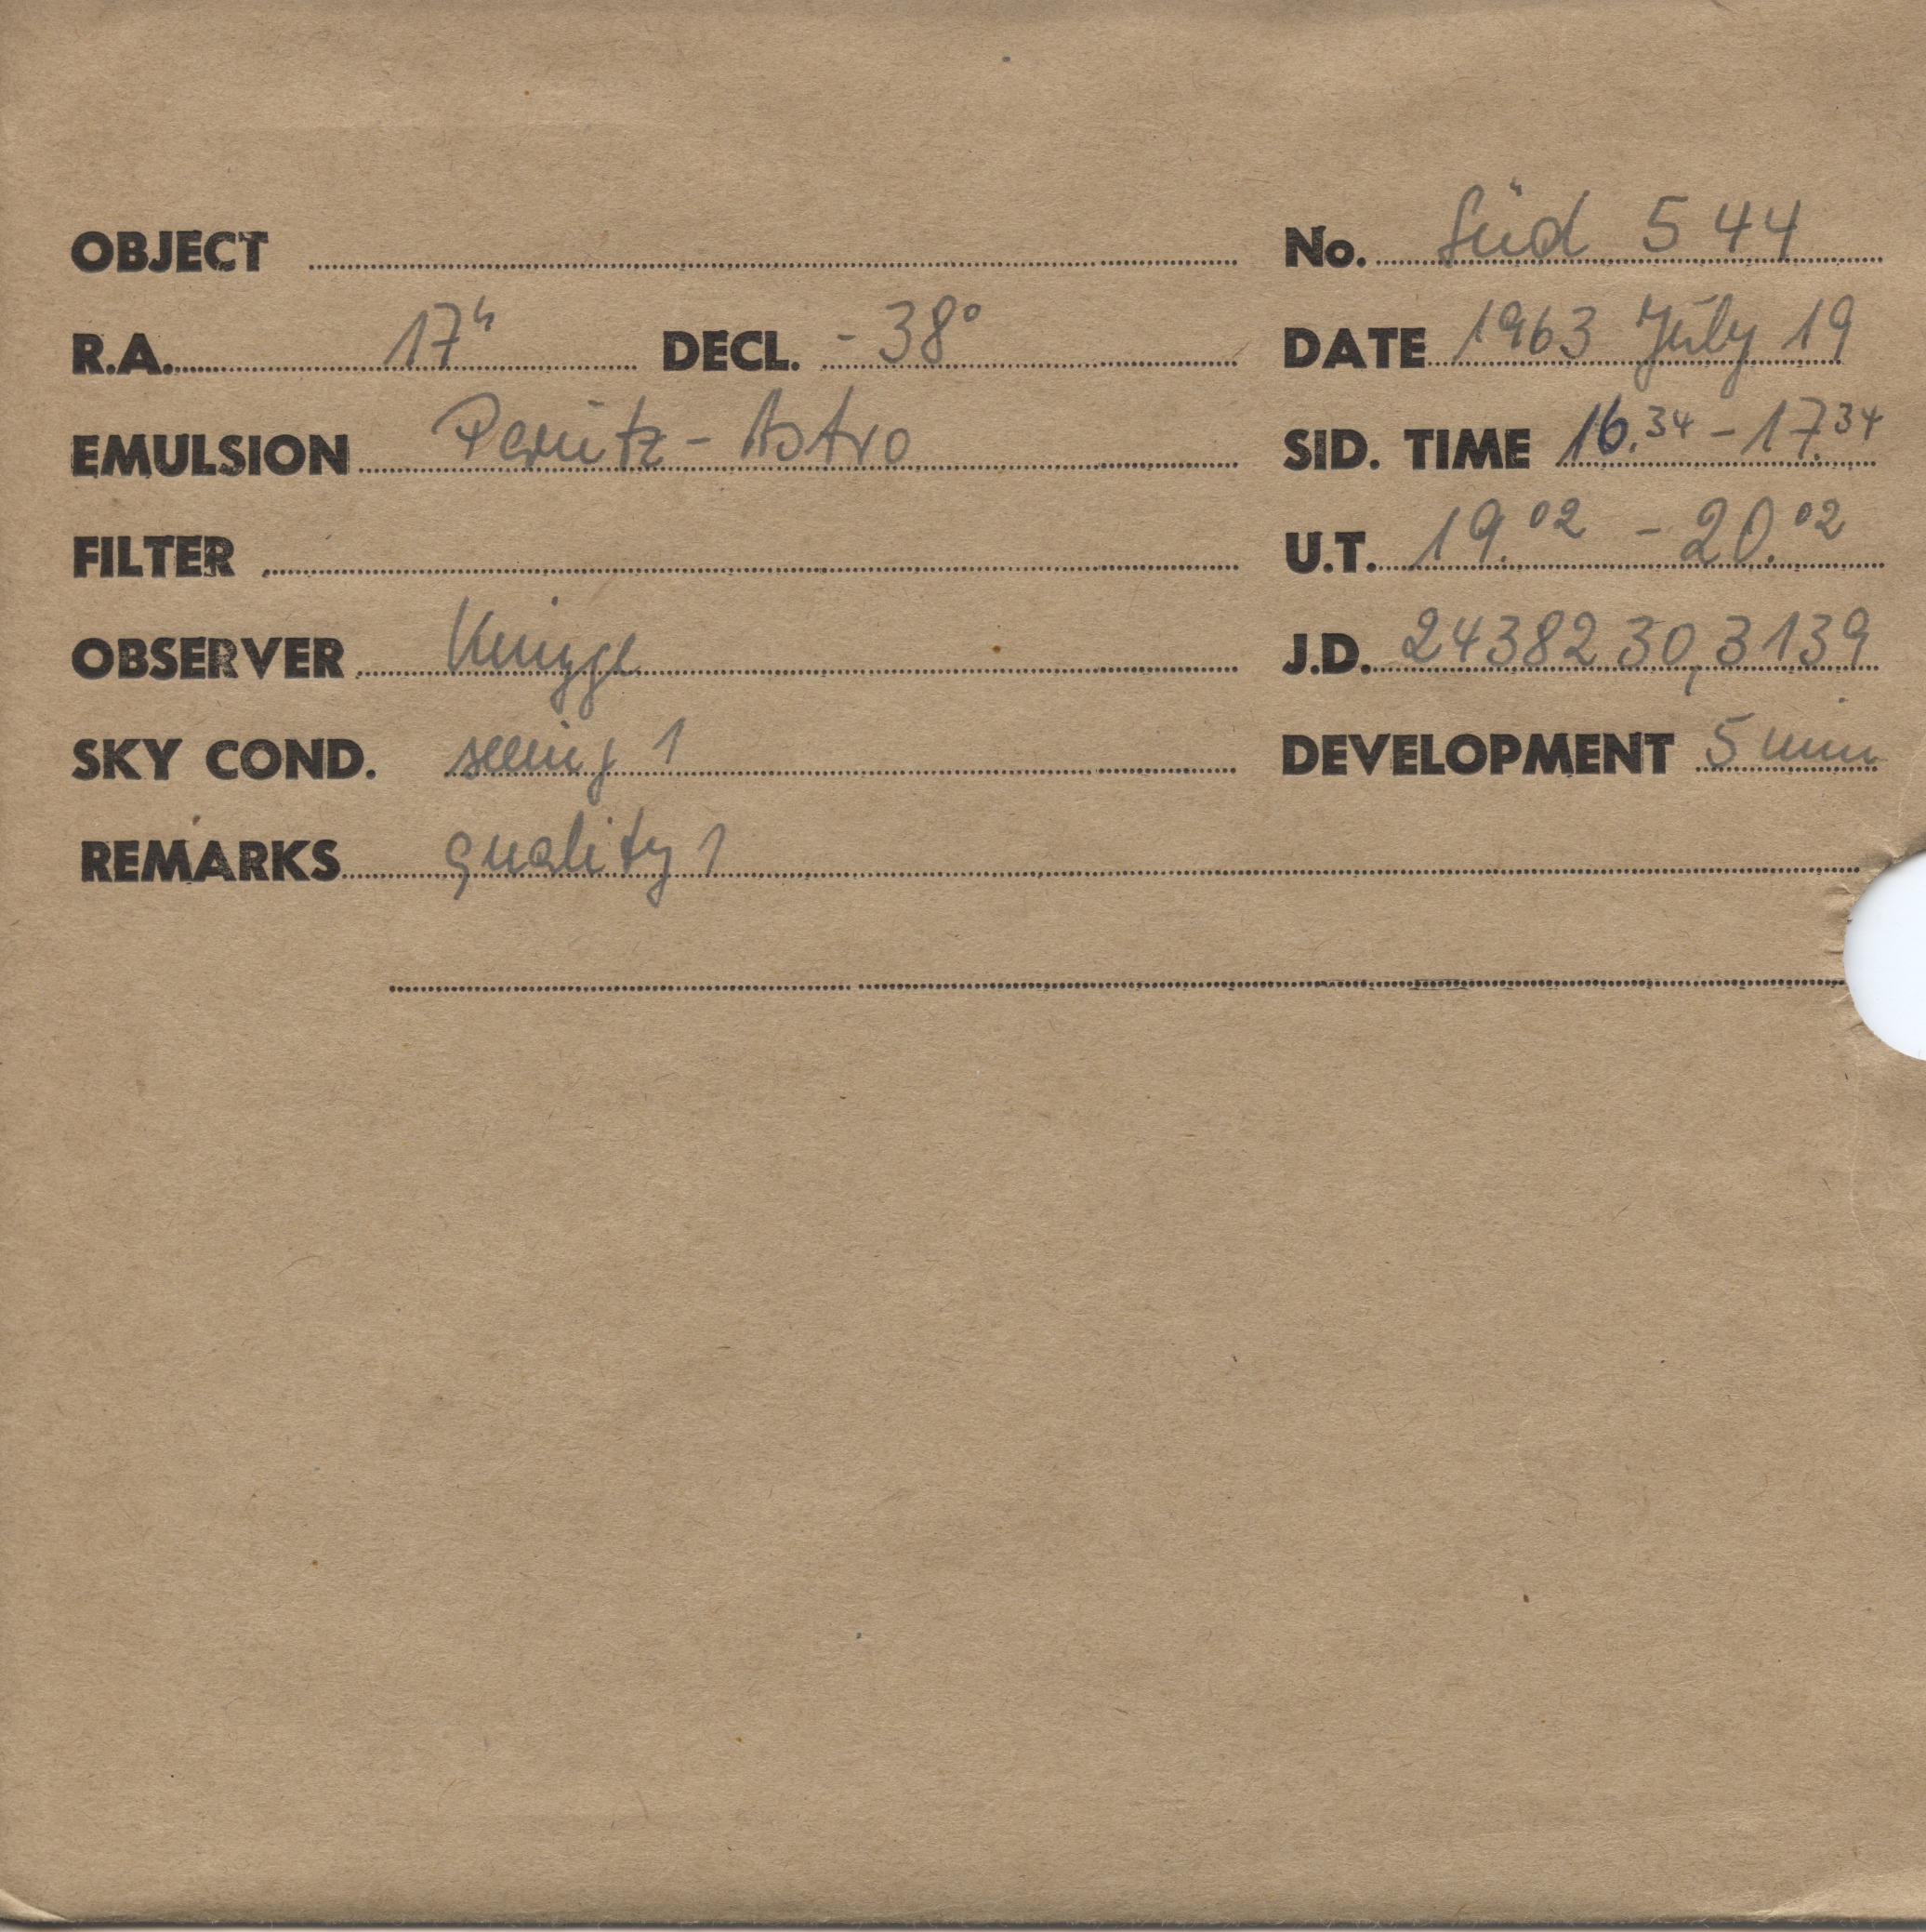 OBJECT No. Süd 544
R.A. 17h DECL. -38° DATE 1963 July 19
EMULSION Perutz-Astro SID. TIME 16.34 - 17.34
FILTER U.T. 19.02 - 20.02
OBSERVER Knigge J.D. 2438230,3139
SKY COND. seeing 1 DEVELOPMENT 5 min
REMARKS quality 1